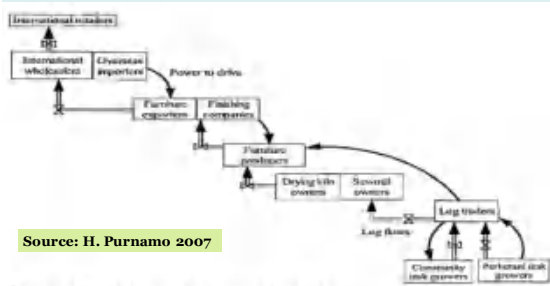 International retailers
International
wholesalers
Overseas
importers
Power to drive
Furniture
exporters
Finishing
companies
Furniture
producers
Drying kiln
owners
Sawmill
owners
Log traders
Log flows
Source: H. Purnamo 2007
Community
teak growers
Perhutani teak
growers